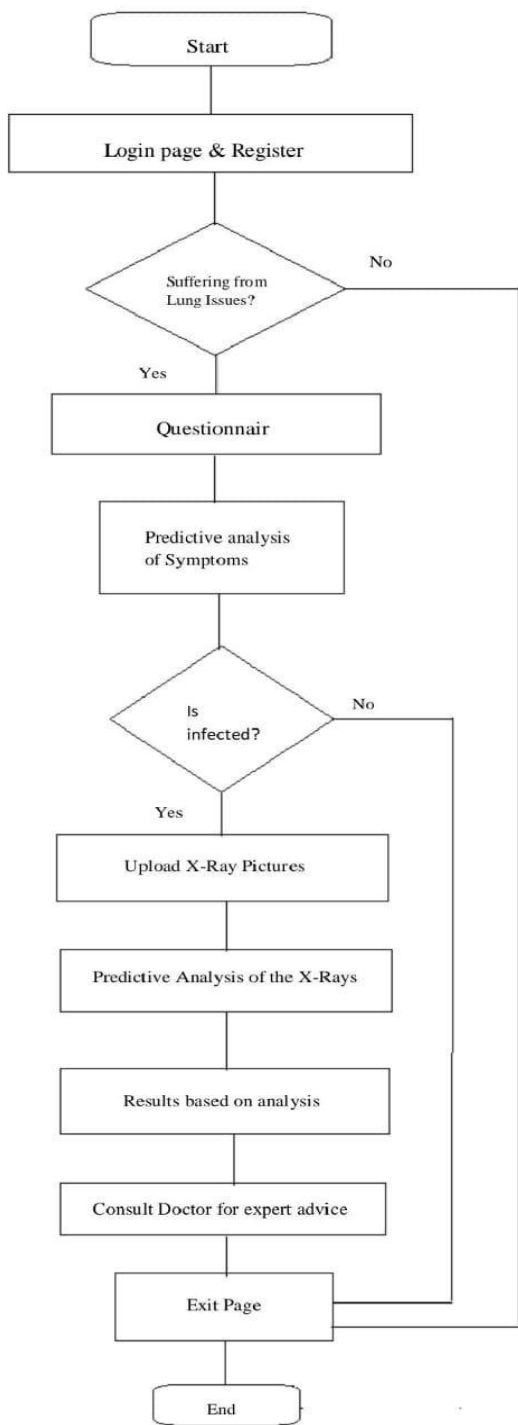 Start
Login page & Register
No
Suffering from
Lung Issues?
Yes
Questionnair
Predictive analysis
of Symptoms
No
Is
infected?
Yes
Upload X-Ray Pictures
Predictive Analysis of the X-Rays
Results based on analysis
Consult Doctor for expert advice
Exit Page
End